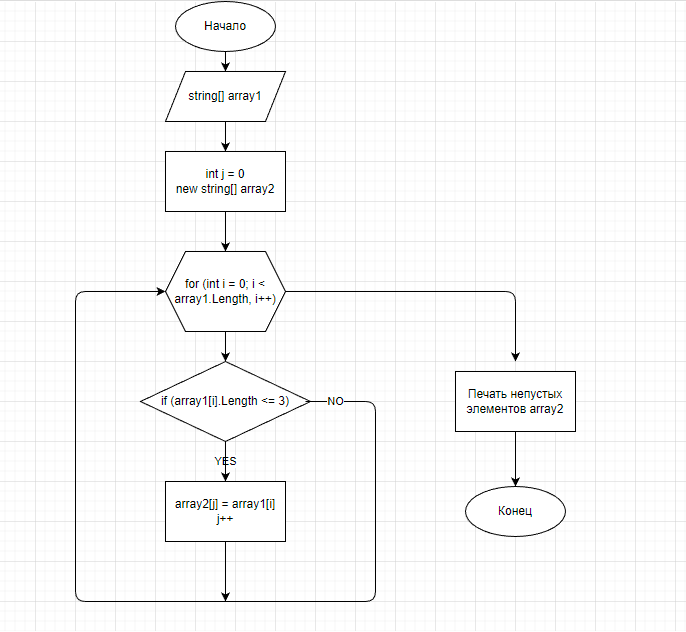 Начало
string[] array1
int j = 0
new string[] array2
for (int i = 0; i <
array1.Length, i++)
if (array1[i].Length <= 3)
NO
YES
array2[j] = array1[i]
j++
Печать непустых
элементов array2
Конец